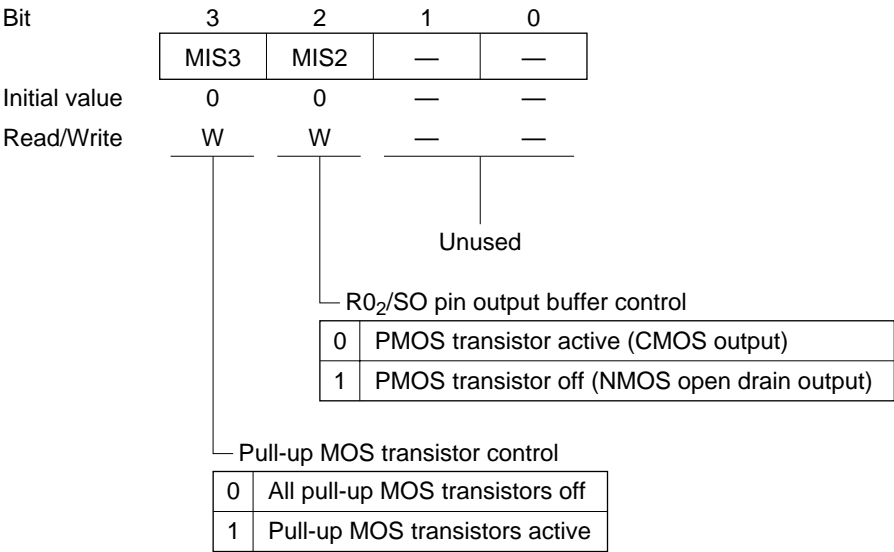 Bit 3 2 1 0
MIS3 MIS2 — —
Initial value 0 0 — —
Read/Write W W — —
Unused
R0₂/SO pin output buffer control
0 PMOS transistor active (CMOS output)
1 PMOS transistor off (NMOS open drain output)
Pull-up MOS transistor control
0 All pull-up MOS transistors off
1 Pull-up MOS transistors active